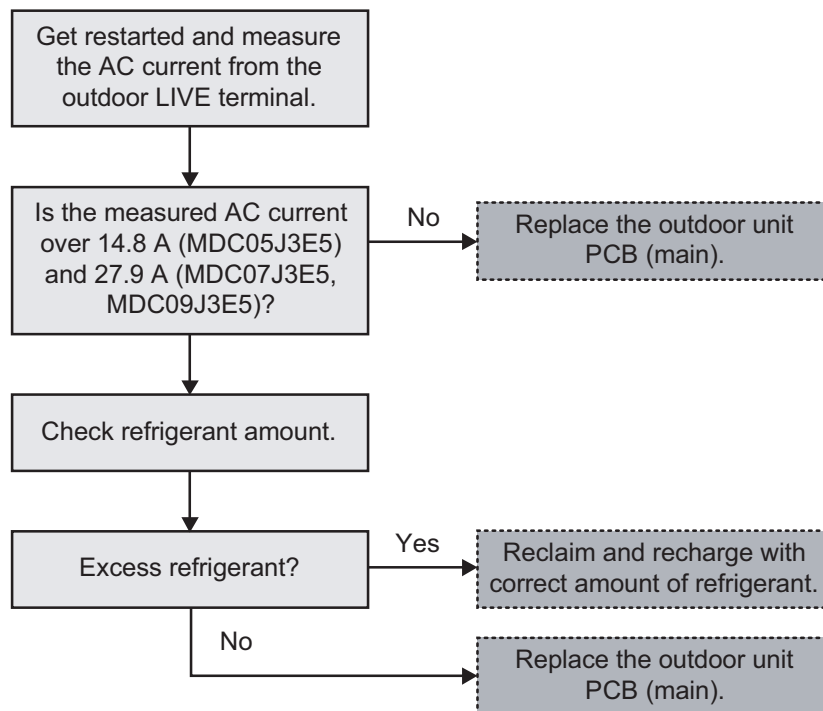 Get restarted and measure
the AC current from the
outdoor LIVE terminal.
Is the measured AC current
over 14.8 A (MDC05J3E5)
and 27.9 A (MDC07J3E5,
MDC09J3E5)?
No
Replace the outdoor unit
PCB (main).
Check refrigerant amount.
Excess refrigerant?
Yes
Reclaim and recharge with
correct amount of refrigerant.
No
Replace the outdoor unit
PCB (main).